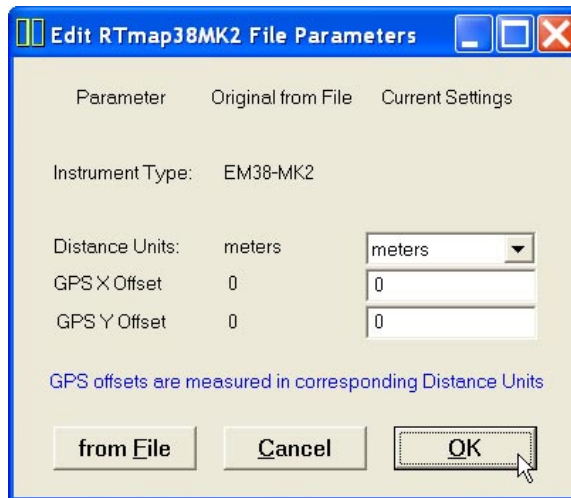 Edit RTmap38MK2 File Parameters
Parameter Original from File Current Settings
Instrument Type: EM38-MK2
Distance Units: meters meters
GPS X Offset 0 0
GPS Y Offset 0 0
GPS offsets are measured in corresponding Distance Units
from File Cancel OK